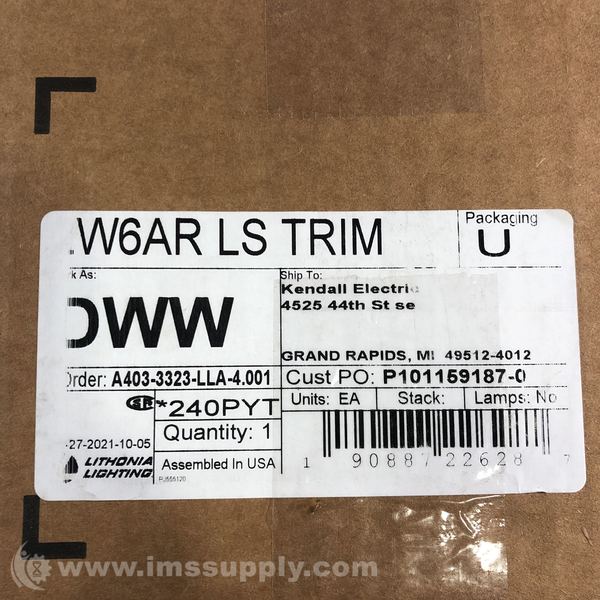 .W6AR LS TRIM
Packaging
U
k As:
DWW
Ship To:
Kendall Electric
4525 44th St se
GRAND RAPIDS, MI 49512-4012
Order: A403-3323-LLA-4.001
Cust PO: P101159187-0
*240PYT
Units: EA Stack: Lamps: No
Quantity: 1
-27-2021-10-05
LITHONIA
LIGHTING
Assembled In USA
1 90887 22628 7
www.imssupply.com